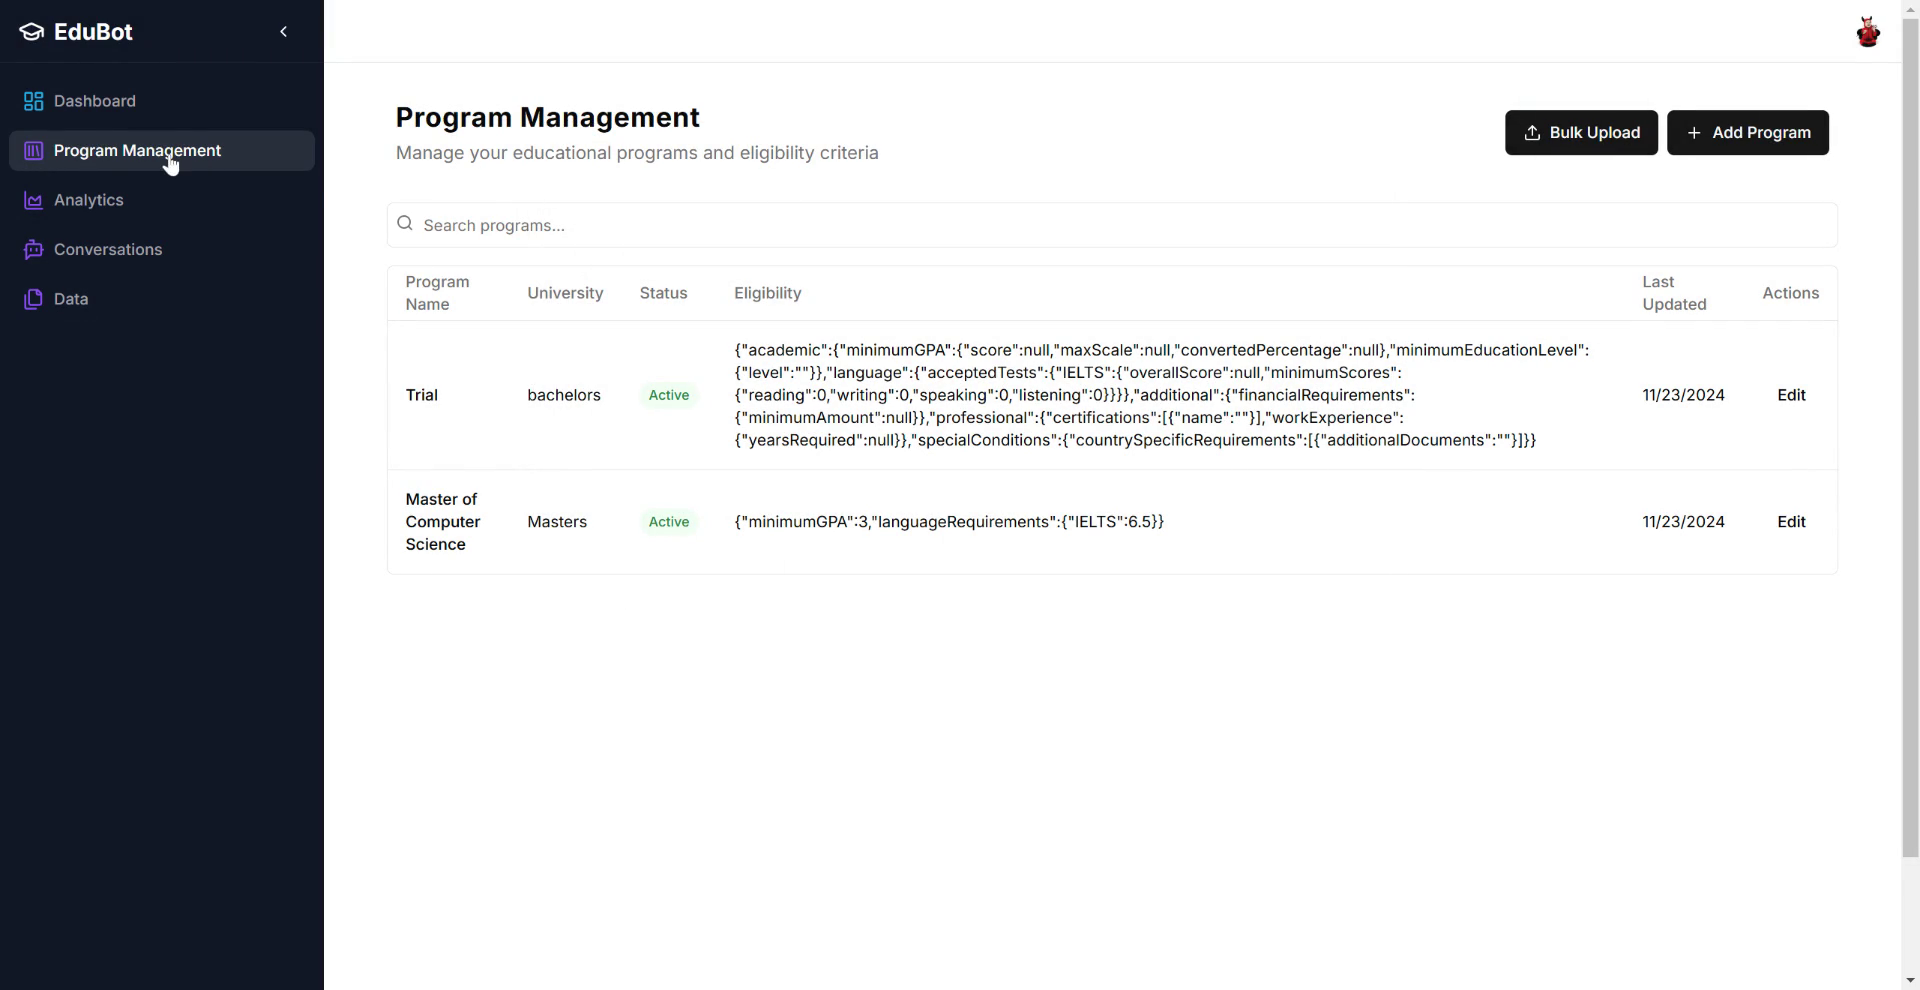 EduBot
Dashboard
Program Management
Analytics
Conversations
Data
Program Management
Manage your educational programs and eligibility criteria
Bulk Upload
Add Program
Search programs...
Program
Name
University
Status
Eligibility
Last
Updated
Actions
Trial
bachelors
Active
{"academic":{"minimumGPA":{"score":null,"maxScale":null,"convertedPercentage":null},"minimumEducationLevel":
{"level":""}},"language":{"acceptedTests":{"IELTS":{"overallScore":null,"minimumScores":
{"reading":0,"writing":0,"speaking":0,"listening":0}}}},"additional":{"financialRequirements":
{"minimumAmount":null}},"professional":{"certifications":[{"name":""}],"workExperience":
{"yearsRequired":null}},"specialConditions":{"countrySpecificRequirements":[{"additionalDocuments":""}]}}
11/23/2024
Edit
Master of
Computer
Science
Masters
Active
{"minimumGPA":3,"languageRequirements":{"IELTS":6.5}}
11/23/2024
Edit